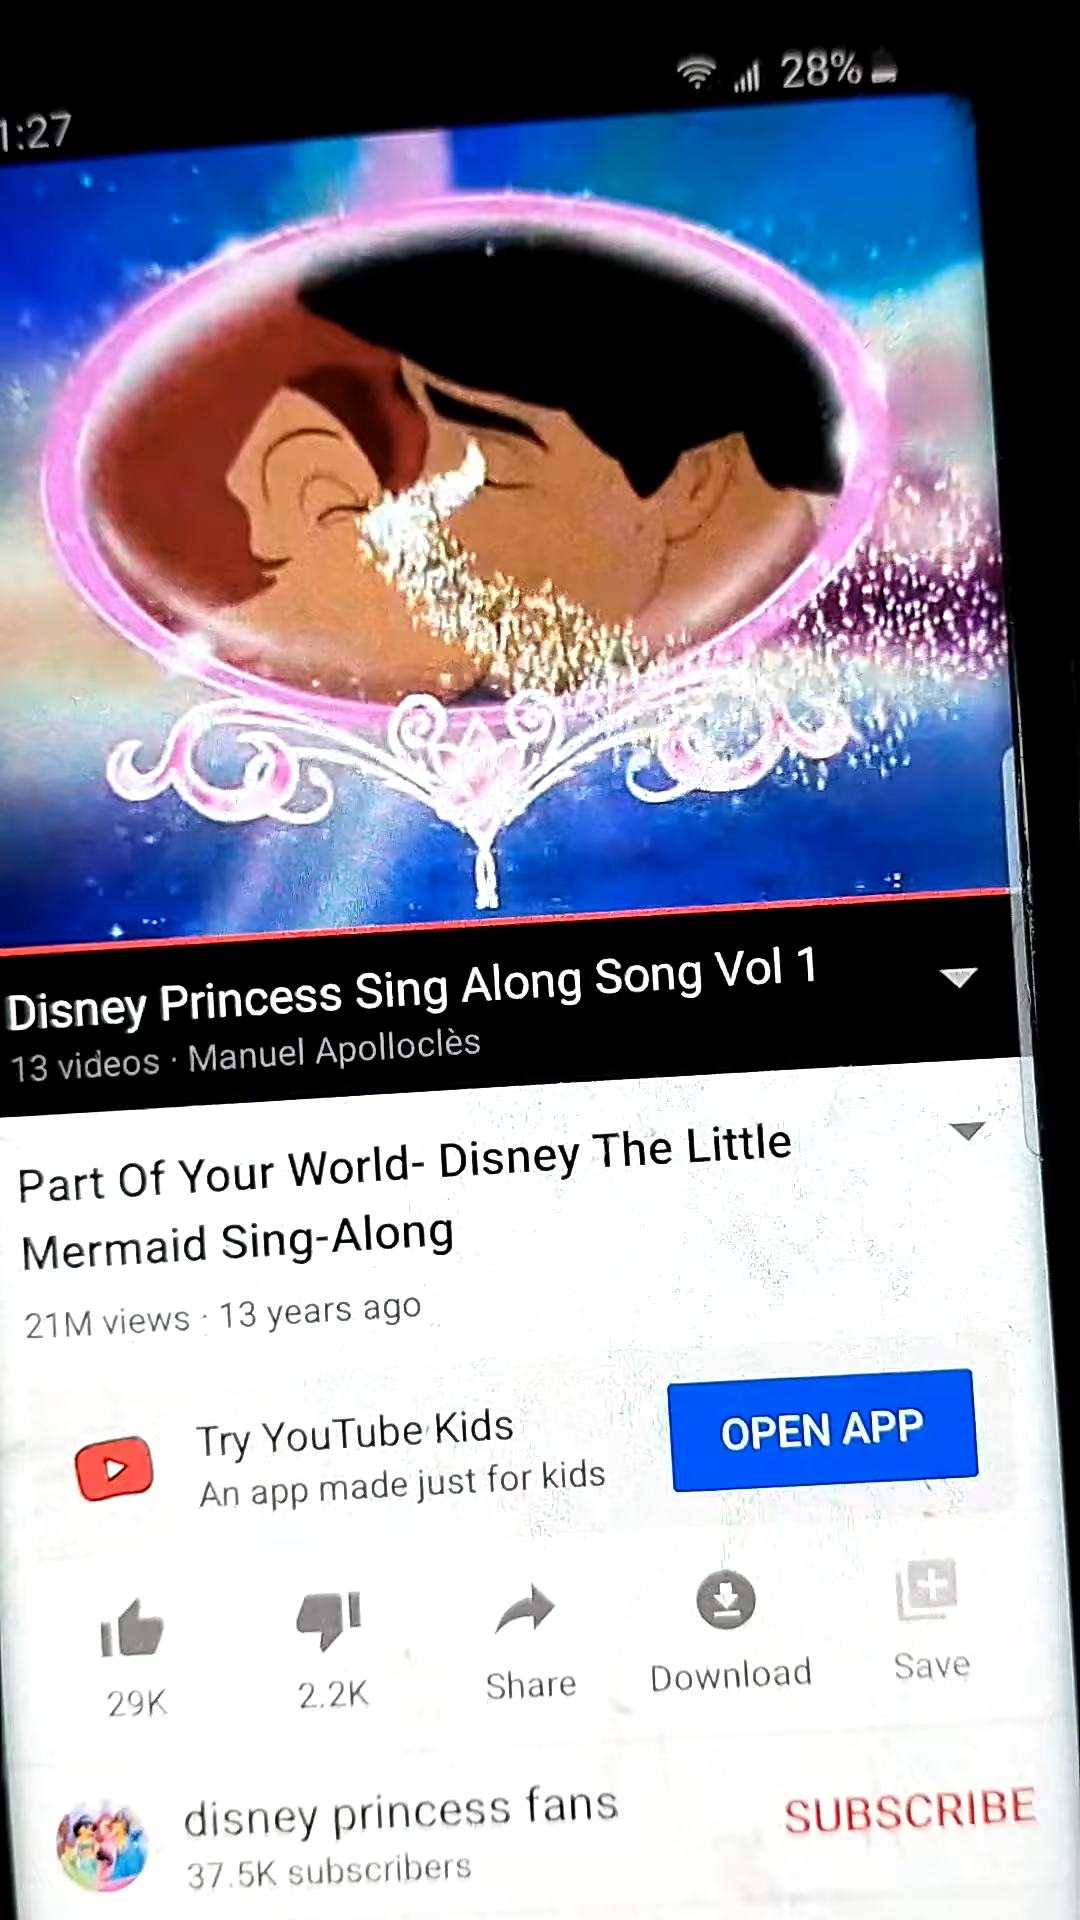 1:27 28%
Disney Princess Sing Along Song Vol 1
13 videos · Manuel Apolloclès
Part Of Your World- Disney The Little
Mermaid Sing-Along
21M views · 13 years ago
Try YouTube Kids
An app made just for kids
OPEN APP
29K
2.2K
Share
Download
Save
disney princess fans
37.5K subscribers
SUBSCRIBE